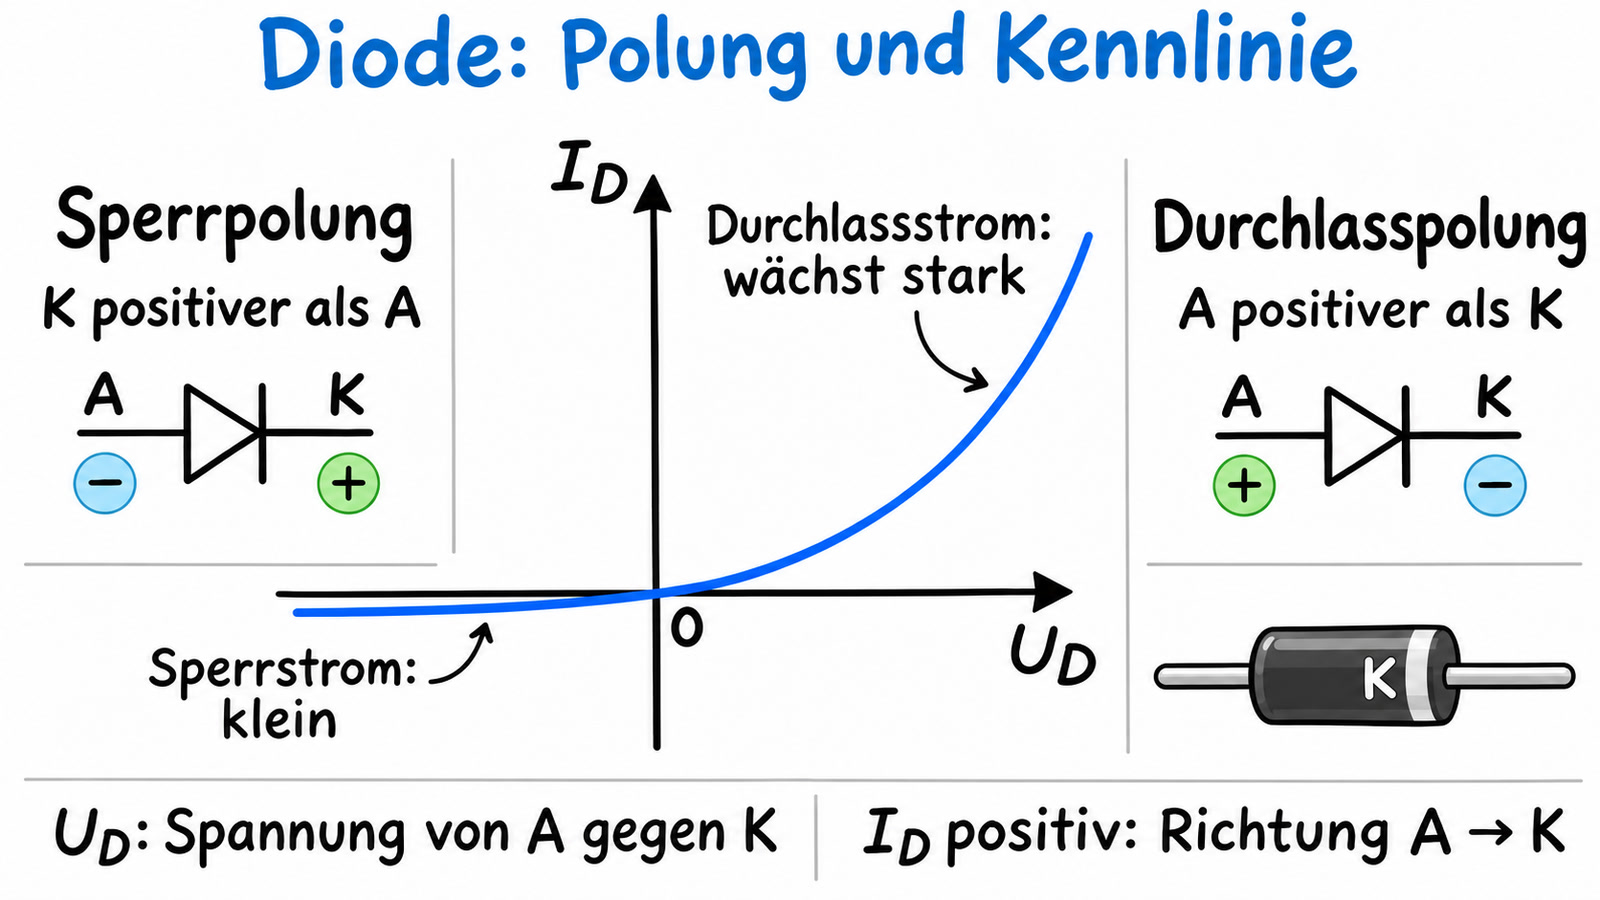 Diode: Polung und Kennlinie
Sperrpolung
K positiver als A
A K
− +
I_D
Durchlassstrom:
wächst stark
0
U_D
Sperrstrom:
klein
Durchlasspolung
A positiver als K
A K
+ −
K
U_D: Spannung von A gegen K
I_D positiv: Richtung A → K